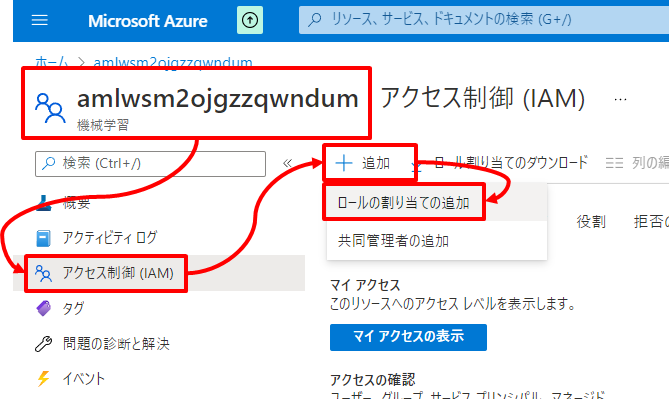 Microsoft Azure
リソース、サービス、ドキュメントの検索 (G+/)
ホーム > amlwsm2ojgzzqwndum
amlwsm2ojgzzqwndum アクセス制御 (IAM) ...
機械学習
検索 (Ctrl+/)
«
+ 追加
ロール割り当てのダウンロード
列の編
ロールの割り当ての追加
共同管理者の追加
役割
拒否の
概要
アクティビティ ログ
アクセス制御 (IAM)
タグ
問題の診断と解決
イベント
マイ アクセス
このリソースへのアクセス レベルを表示します。
マイ アクセスの表示
アクセスの確認
ユーザー、グループ、サービス プリンシパル、マネージド